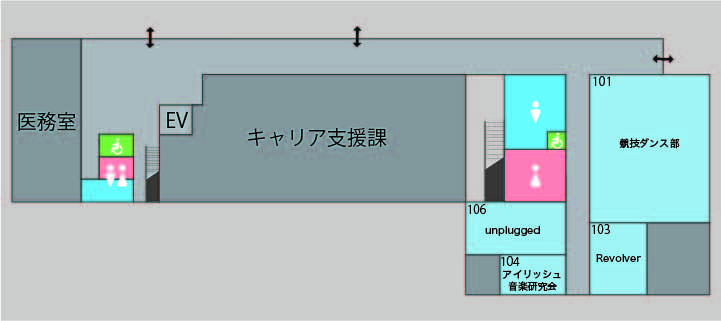 医務室
EV
キャリア支援課
101
競技ダンス部
106
unplugged
104
アイリッシュ
音楽研究会
103
Revolver